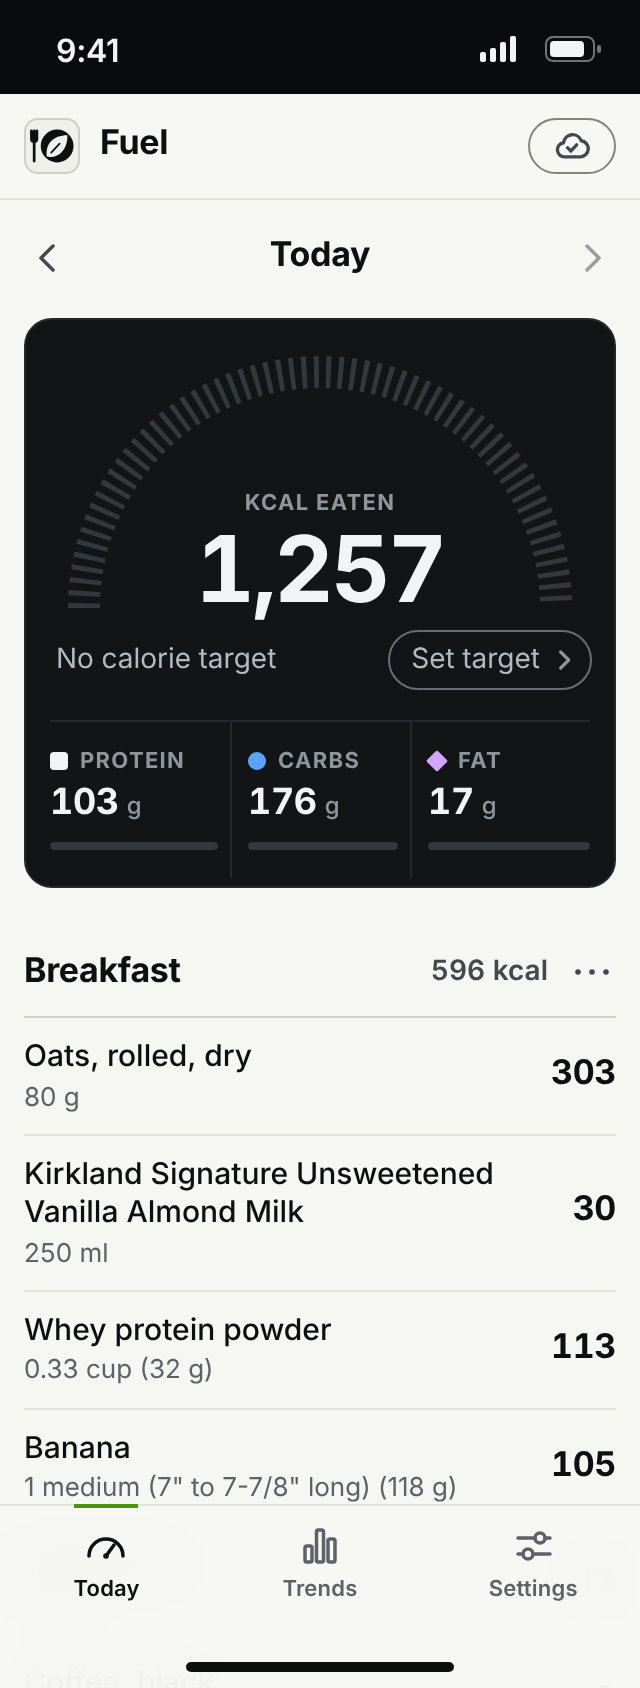 9:41
Fuel
Today
KCAL EATEN
1,257
No calorie target
Set target
PROTEIN
103 g
CARBS
176 g
FAT
17 g
Breakfast
596 kcal
Oats, rolled, dry
80 g
303
Kirkland Signature Unsweetened
Vanilla Almond Milk
250 ml
30
Whey protein powder
0.33 cup (32 g)
113
Banana
1 medium (7" to 7-7/8" long) (118 g)
105
Today
Trends
Settings
Coffee, black